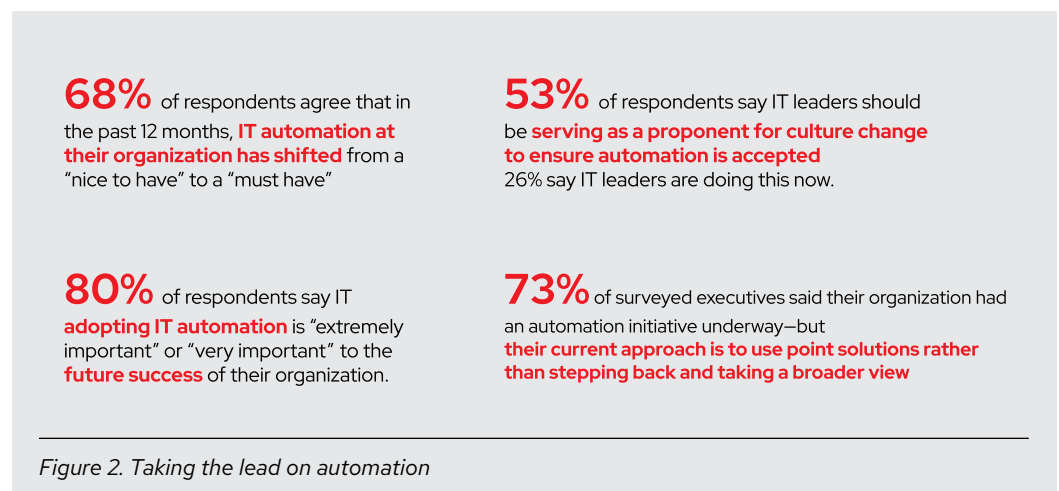 68% of respondents agree that in
the past 12 months, IT automation at
their organization has shifted from a
“nice to have” to a “must have”
53% of respondents say IT leaders should
be serving as a proponent for culture change
to ensure automation is accepted
26% say IT leaders are doing this now.
80% of respondents say IT
adopting IT automation is “extremely
important” or “very important” to the
future success of their organization.
73% of surveyed executives said their organization had
an automation initiative underway—but
their current approach is to use point solutions rather
than stepping back and taking a broader view
Figure 2. Taking the lead on automation